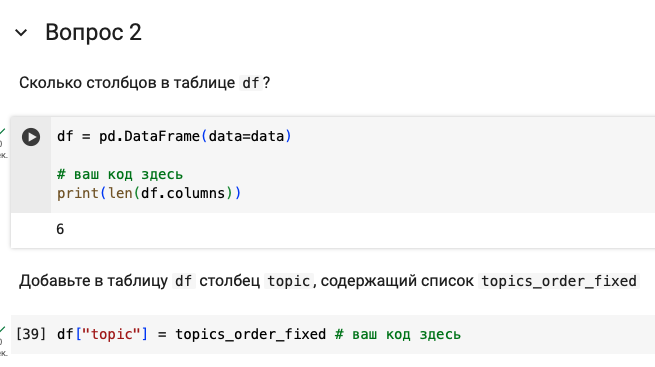 Вопрос 2
Сколько столбцов в таблице df?
df = pd.DataFrame(data=data)
# ваш код здесь
print(len(df.columns))
6
Добавьте в таблицу df столбец topic, содержащий список topics_order_fixed
[39] df["topic"] = topics_order_fixed # ваш код здесь